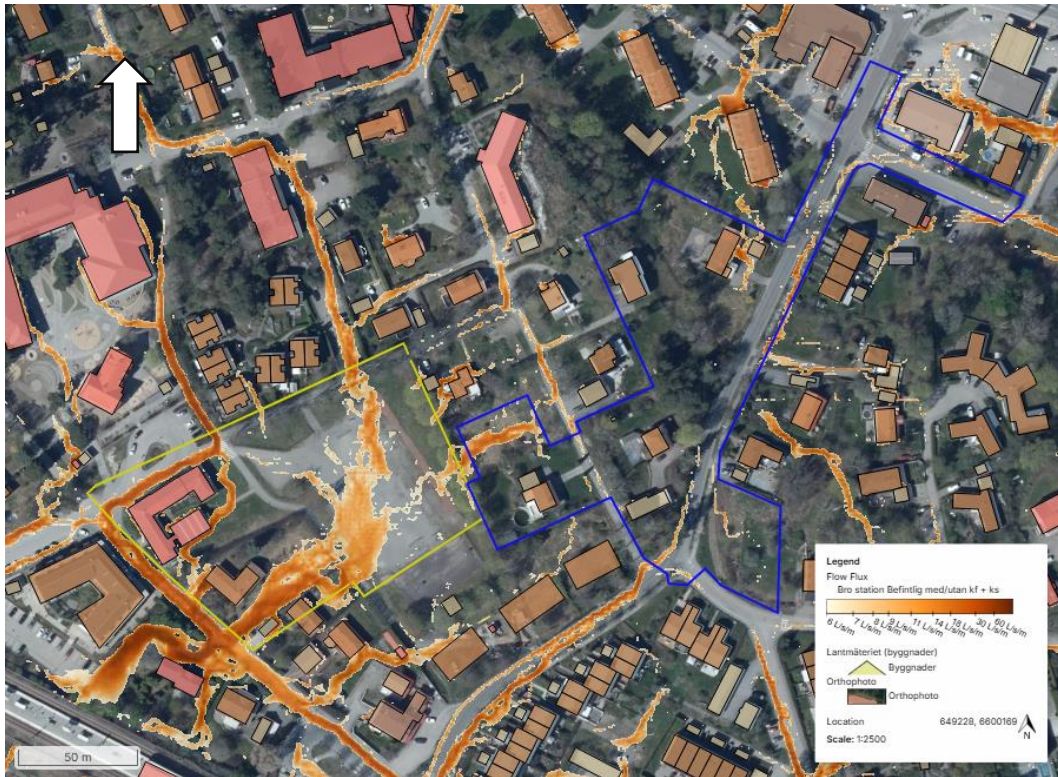 Legend
Flow Flux
Bro station Befintlig med/utan kf + ks
6 L/s/m 7 L/s/m 8 L/s/m 9 L/s/m 11 L/s/m 14 L/s/m 18 L/s/m 30 L/s/m 60 L/s/m
Lantmäteriet (byggnader)
Byggnader
Orthophoto
Orthophoto
Location 649228, 6600169
Scale: 1:2500
N
50 m